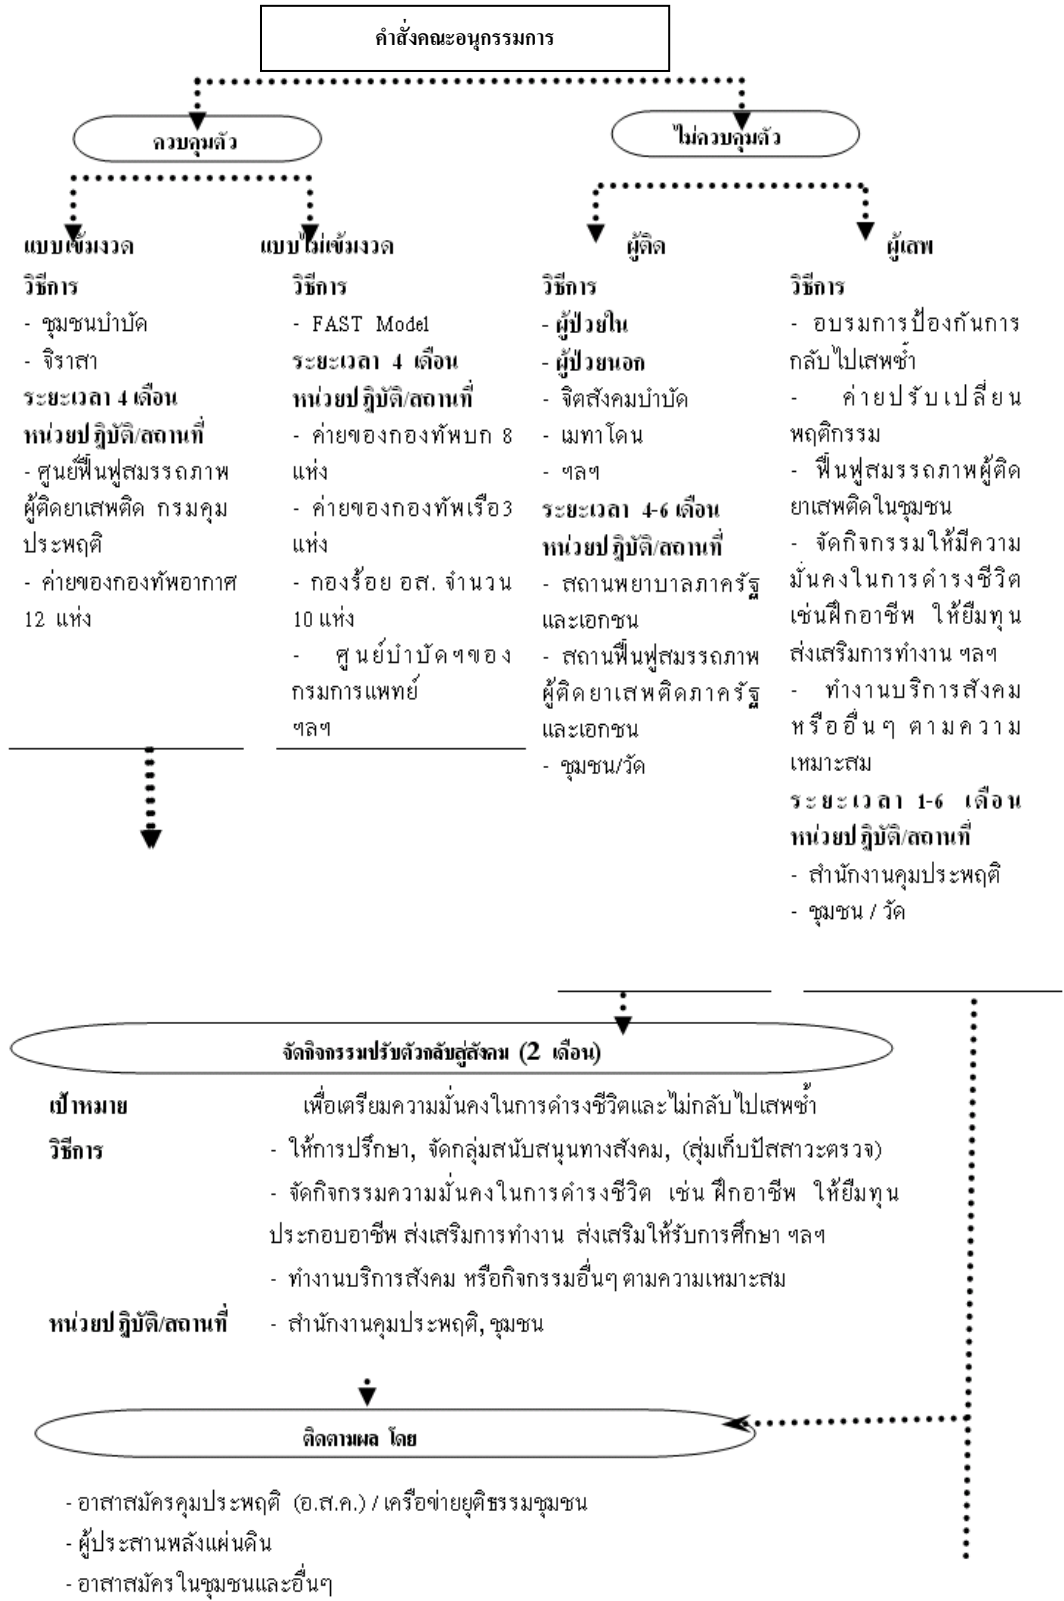 คำสั่งคณะอนุกรรมการ
ควบคุมตัว
ไม่ควบคุมตัว
แบบเข้มงวด
วิธีการ
- ชุมชนบำบัด
- จิราสา
ระยะเวลา 4 เดือน
หน่วยปฏิบัติ/สถานที่
- ศูนย์ฟื้นฟูสมรรถภาพ
ผู้ติดยาเสพติด กรมคุม
ประพฤติ
- ค่ายของกองทัพอากาศ
12 แห่ง
แบบไม่เข้มงวด
วิธีการ
- FAST Model
ระยะเวลา 4 เดือน
หน่วยปฏิบัติ/สถานที่
- ค่ายของกองทัพบก 8
แห่ง
- ค่ายของกองทัพเรือ3
แห่ง
- กองร้อย อส. จำนวน
10 แห่ง
- ศูนย์บำบัดฯของ
กรมการแพทย์
ฯลฯ
ผู้ติด
วิธีการ
- ผู้ป่วยใน
- ผู้ป่วยนอก
- จิตสังคมบำบัด
- เมทาโดน
- ฯลฯ
ระยะเวลา 4-6 เดือน
หน่วยปฏิบัติ/สถานที่
- สถานพยาบาลภาครัฐ
และเอกชน
- สถานฟื้นฟูสมรรถภาพ
ผู้ติดยาเสพติดภาครัฐ
และเอกชน
- ชุมชน/วัด
ผู้เสพ
วิธีการ
- อบรมการป้องกันการ
กลับไปเสพซ้ำ
- ค่ายปรับเปลี่ยน
พฤติกรรม
- ฟื้นฟูสมรรถภาพผู้ติด
ยาเสพติดในชุมชน
- จัดกิจกรรมให้มีความ
มั่นคงในการดำรงชีวิต
เช่นฝึกอาชีพ ให้ยืมทุน
ส่งเสริมการทำงาน ฯลฯ
- ทำงานบริการสังคม
หรืออื่นๆ ตามความ
เหมาะสม
ระยะเวลา 1-6 เดือน
หน่วยปฏิบัติ/สถานที่
- สำนักงานคุมประพฤติ
- ชุมชน / วัด
จัดกิจกรรมปรับตัวกลับสู่สังคม (2 เดือน)
เป้าหมาย เพื่อเตรียมความมั่นคงในการดำรงชีวิตและไม่กลับไปเสพซ้ำ
วิธีการ - ให้การปรึกษา, จัดกลุ่มสนับสนุนทางสังคม, (สุ่มเก็บปัสสาวะตรวจ)
- จัดกิจกรรมความมั่นคงในการดำรงชีวิต เช่น ฝึกอาชีพ ให้ยืมทุน
ประกอบอาชีพ ส่งเสริมการทำงาน ส่งเสริมให้รับการศึกษา ฯลฯ
- ทำงานบริการสังคม หรือกิจกรรมอื่นๆ ตามความเหมาะสม
หน่วยปฏิบัติ/สถานที่ - สำนักงานคุมประพฤติ, ชุมชน
ติดตามผล โดย
- อาสาสมัครคุมประพฤติ (อ.ส.ค.) / เครือข่ายยุติธรรมชุมชน
- ผู้ประสานพลังแผ่นดิน
- อาสาสมัครในชุมชนและอื่นๆ